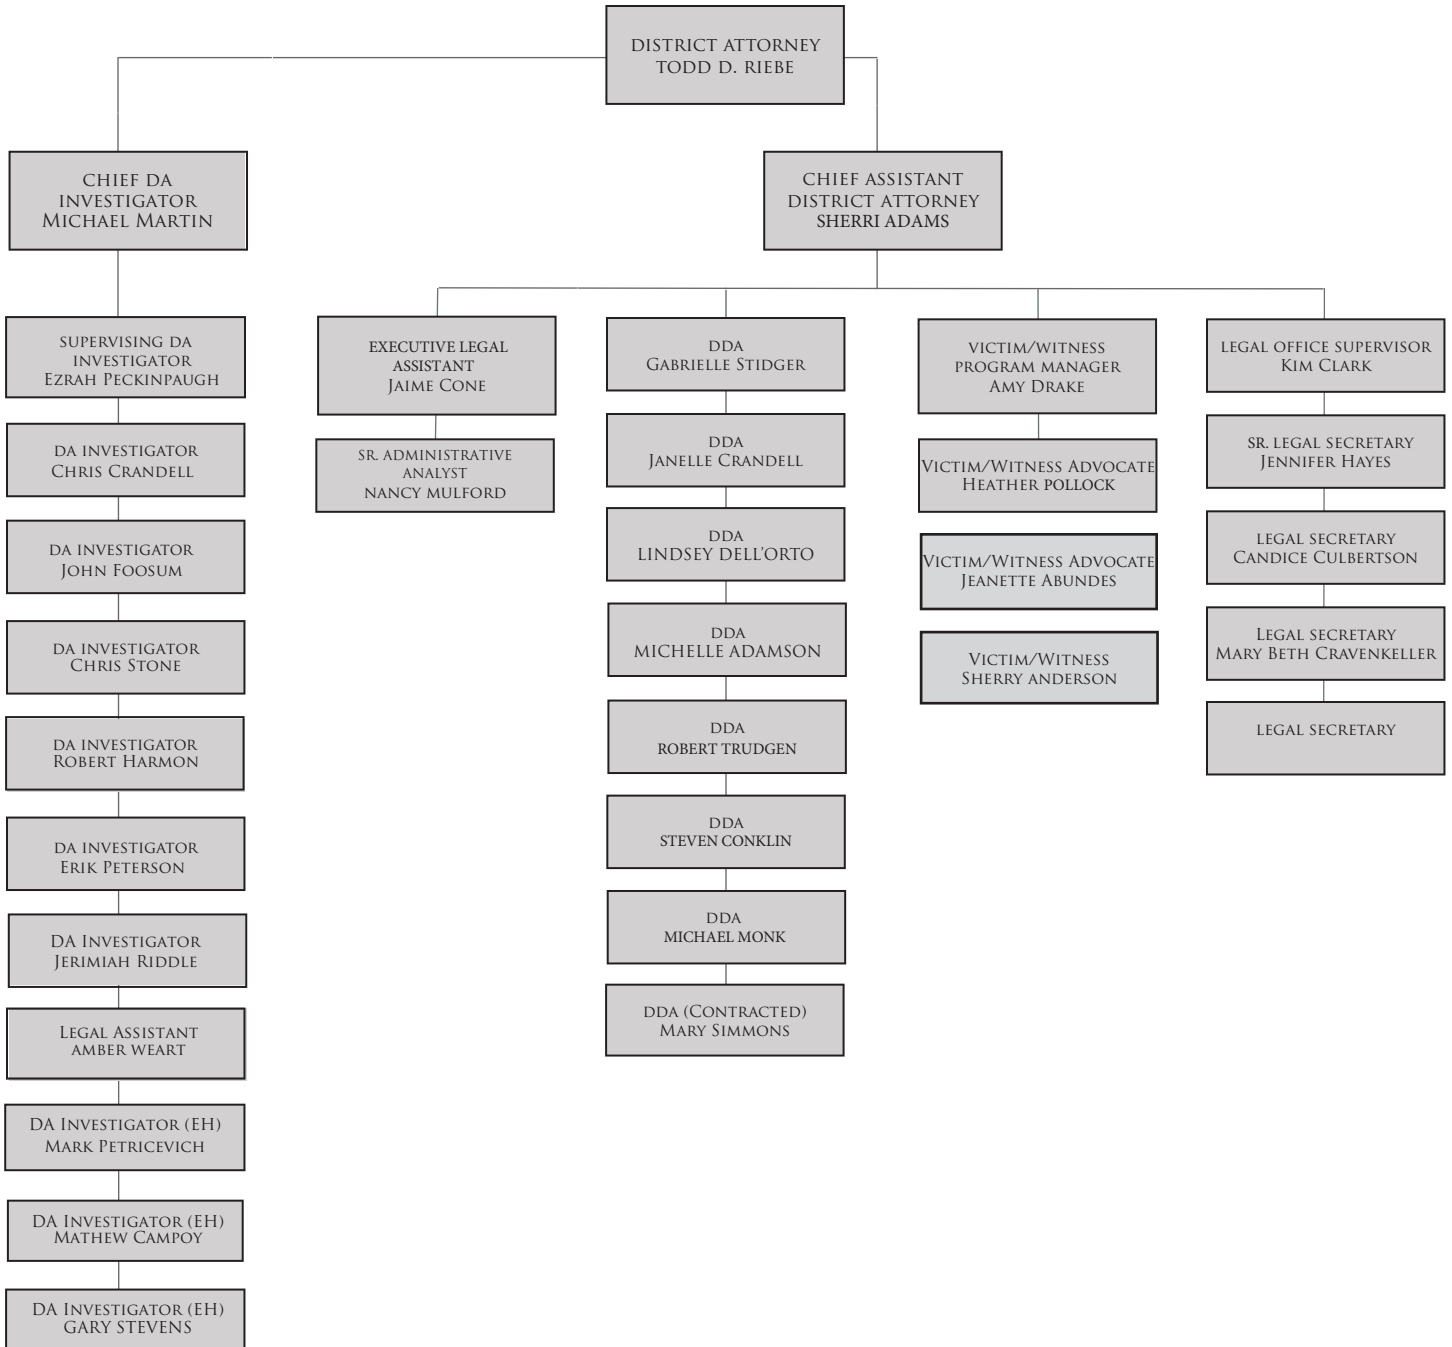 DISTRICT ATTORNEY
TODD D. RIEBE
CHIEF DA
INVESTIGATOR
MICHAEL MARTIN
CHIEF ASSISTANT
DISTRICT ATTORNEY
SHERRI ADAMS
SUPERVISING DA
INVESTIGATOR
EZRAH PECKINPAUGH
DA INVESTIGATOR
CHRIS CRANDELL
DA INVESTIGATOR
JOHN FOOSUM
DA INVESTIGATOR
CHRIS STONE
DA INVESTIGATOR
ROBERT HARMON
DA INVESTIGATOR
ERIK PETERSON
DA INVESTIGATOR
JERIMIAH RIDDLE
LEGAL ASSISTANT
AMBER WEART
DA INVESTIGATOR (EH)
MARK PETRICEVICH
DA INVESTIGATOR (EH)
MATHEW CAMPOY
DA INVESTIGATOR (EH)
GARY STEVENS
EXECUTIVE LEGAL
ASSISTANT
JAIME CONE
SR. ADMINISTRATIVE
ANALYST
NANCY MULFORD
DDA
GABRIELLE STIDGER
DDA
JANELLE CRANDELL
DDA
LINDSEY DELL'ORTO
DDA
MICHELLE ADAMSON
DDA
ROBERT TRUDGEN
DDA
STEVEN CONKLIN
DDA
MICHAEL MONK
DDA (CONTRACTED)
MARY SIMMONS
VICTIM/WITNESS
PROGRAM MANAGER
AMY DRAKE
VICTIM/WITNESS ADVOCATE
HEATHER POLLOCK
VICTIM/WITNESS ADVOCATE
JEANETTE ABUNDES
VICTIM/WITNESS
SHERRY ANDERSON
LEGAL OFFICE SUPERVISOR
KIM CLARK
SR. LEGAL SECRETARY
JENNIFER HAYES
LEGAL SECRETARY
CANDICE CULBERTSON
LEGAL SECRETARY
MARY BETH CRAVENKELLER
LEGAL SECRETARY